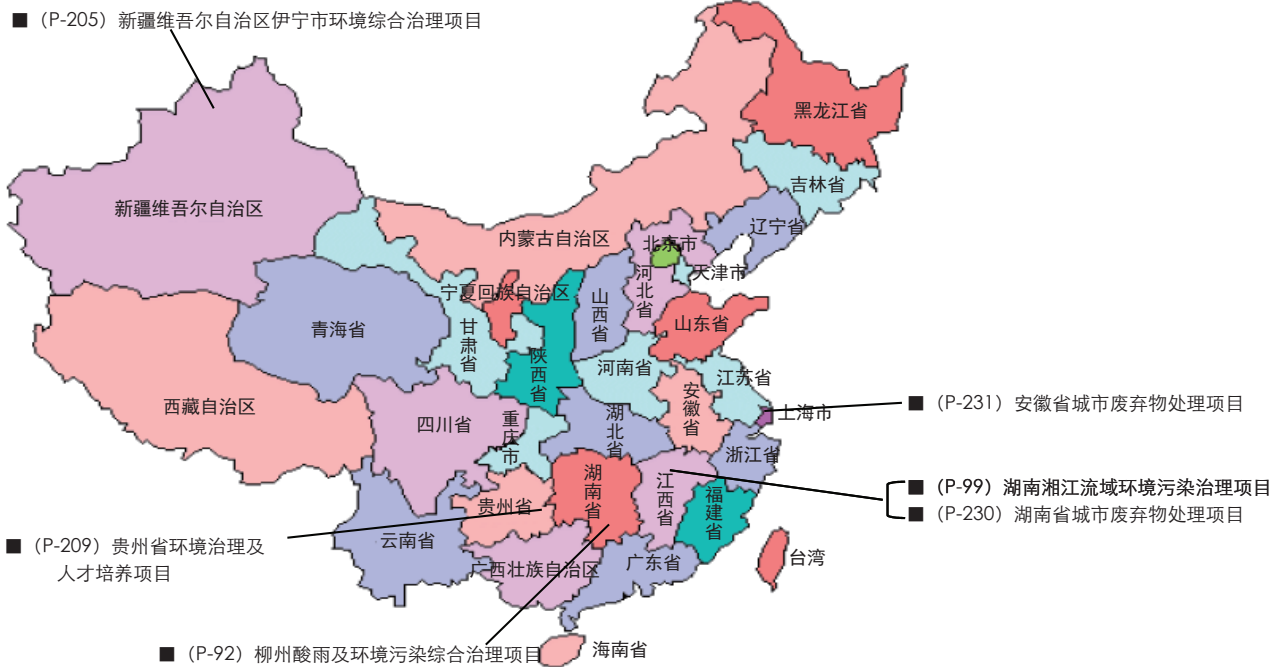 ■（P-205）新疆维吾尔自治区伊宁市环境综合治理项目
黑龙江省
吉林省
新疆维吾尔自治区
辽宁省
内蒙古自治区
北京市
天津市
河北省
宁夏回族自治区
山西省
山东省
青海省
甘肃省
陕西省
河南省
江苏省
西藏自治区
安徽省
■（P-231）安徽省城市废弃物处理项目
上海市
四川省
重庆市
湖北省
浙江省
湖南省
江西省
福建省
■（P-99）湖南湘江流域环境污染治理项目
■（P-230）湖南省城市废弃物处理项目
贵州省
云南省
■（P-209）贵州省环境治理及
人才培养项目
广西壮族自治区
广东省
台湾
■（P-92）柳州酸雨及环境污染综合治理项目
海南省